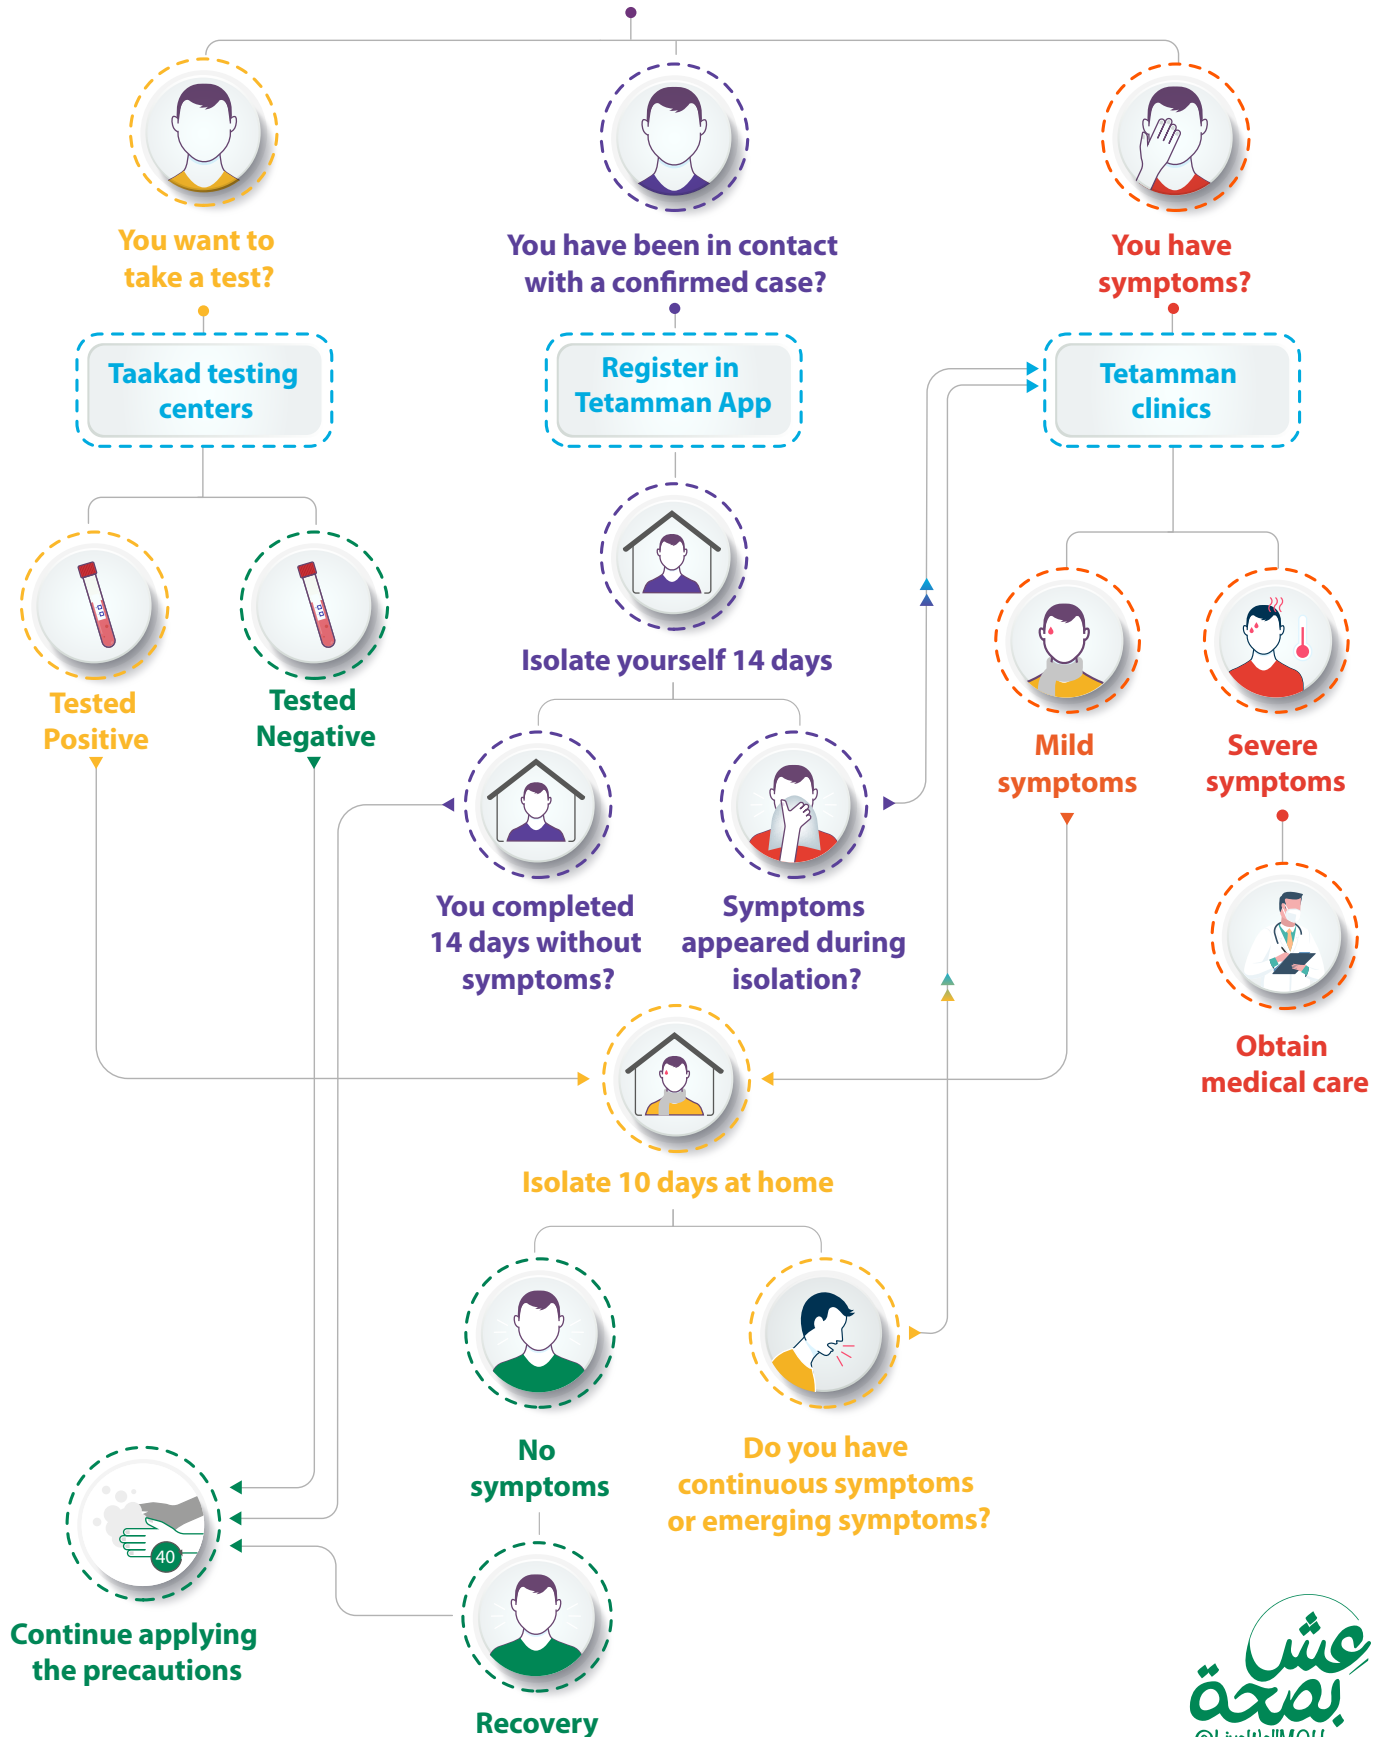 You want to
take a test?
You have been in contact
with a confirmed case?
You have
symptoms?
Taakad testing
centers
Register in
Tetamman App
Tetamman
clinics
Isolate yourself 14 days
Tested
Positive
Tested
Negative
Mild
symptoms
Severe
symptoms
You completed
14 days without
symptoms?
Symptoms
appeared during
isolation?
Obtain
medical care
Isolate 10 days at home
No
symptoms
Do you have
continuous symptoms
or emerging symptoms?
40
Continue applying
the precautions
Recovery
عش
بصحة
@LiveWellMOH